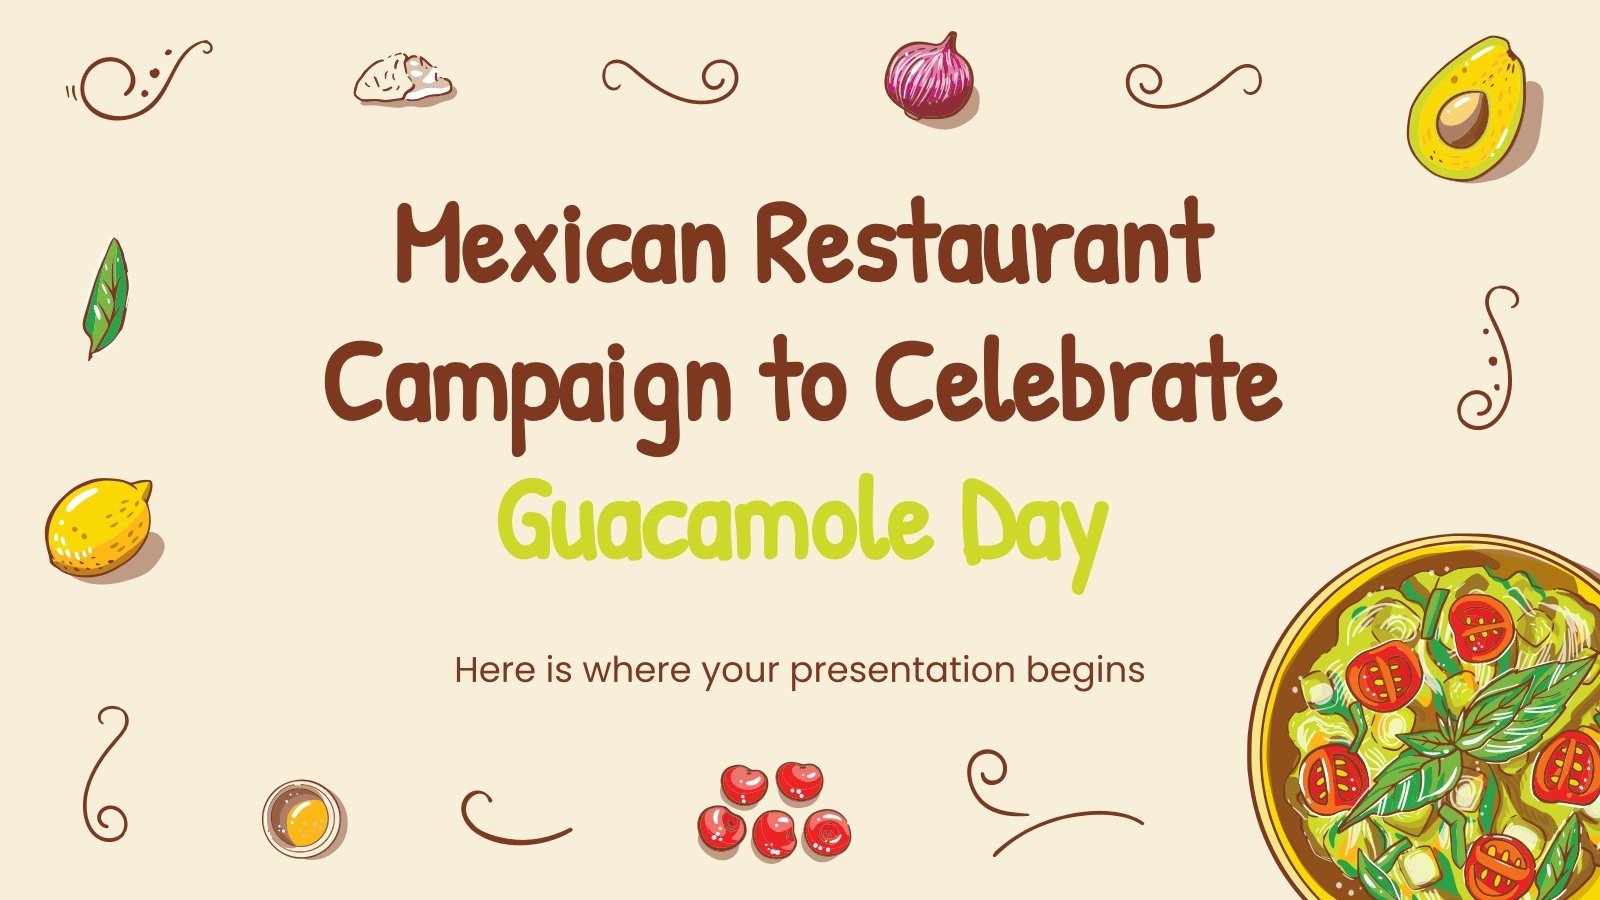 Mexican Restaurant
Campaign to Celebrate
Guacamole Day
Here is where your presentation begins